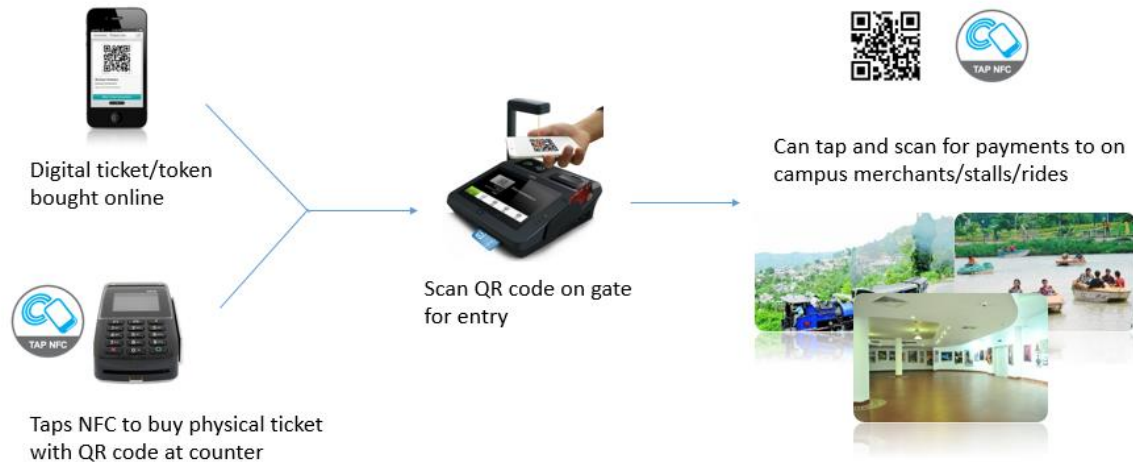 Digital ticket/token
bought online
TAP NFC
Taps NFC to buy physical ticket
with QR code at counter
Scan QR code on gate
for entry
TAP NFC
Can tap and scan for payments to on
campus merchants/stalls/rides